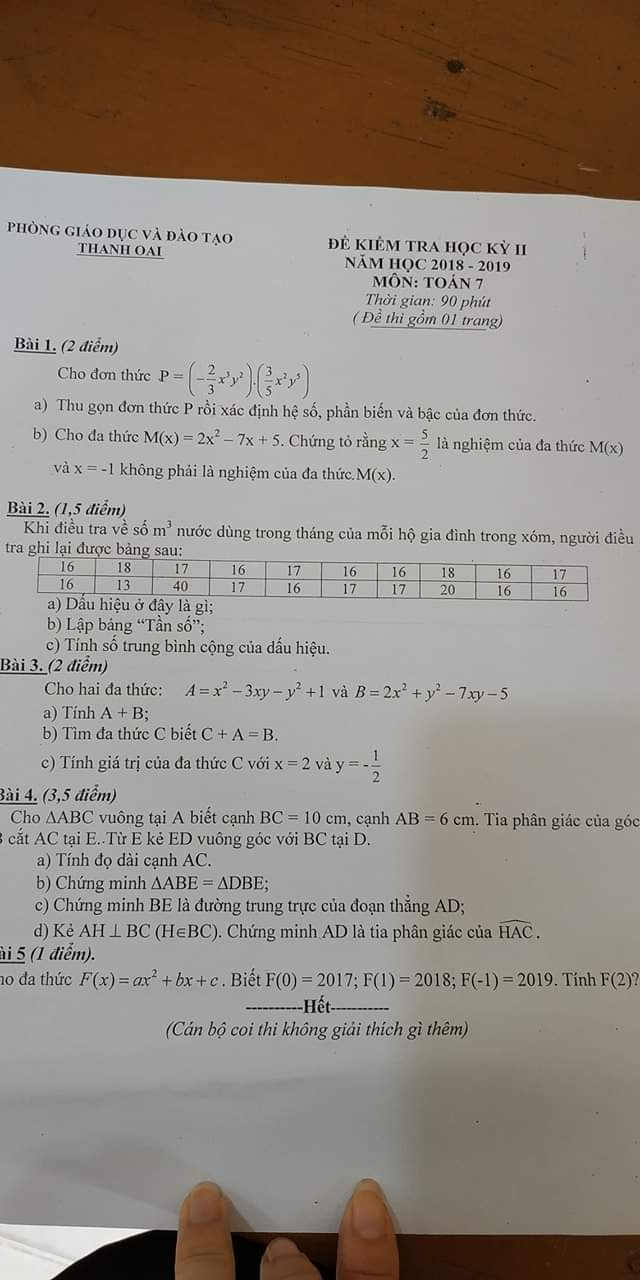 PHÒNG GIÁO DỤC VÀ ĐÀO TẠO
THANH OAI
ĐỀ KIỂM TRA HỌC KỲ II
NĂM HỌC 2018 - 2019
MÔN: TOÁN 7
Thời gian: 90 phút
( Đề thi gồm 01 trang)
Bài 1. (2 điểm)
Cho đơn thức P = (-2/3 x³y²).(3/5 x²y⁵)
a) Thu gọn đơn thức P rồi xác định hệ số, phần biến và bậc của đơn thức.
b) Cho đa thức M(x) = 2x² – 7x + 5. Chứng tỏ rằng x = 5/2 là nghiệm của đa thức M(x)
và x = -1 không phải là nghiệm của đa thức M(x).
Bài 2. (1,5 điểm)
Khi điều tra về số m³ nước dùng trong tháng của mỗi hộ gia đình trong xóm, người điều
tra ghi lại được bảng sau:
16 18 17 16 17 16 16 18 16 17
16 13 40 17 16 17 17 20 16 16
a) Dấu hiệu ở đây là gì;
b) Lập bảng “Tần số”;
c) Tính số trung bình cộng của dấu hiệu.
Bài 3. (2 điểm)
Cho hai đa thức: A = x² – 3xy – y² + 1 và B = 2x² + y² – 7xy – 5
a) Tính A + B;
b) Tìm đa thức C biết C + A = B.
c) Tính giá trị của đa thức C với x = 2 và y = -1/2
Bài 4. (3,5 điểm)
Cho ΔABC vuông tại A biết cạnh BC = 10 cm, cạnh AB = 6 cm. Tia phân giác của góc
B cắt AC tại E. Từ E kẻ ED vuông góc với BC tại D.
a) Tính đọ dài cạnh AC.
b) Chứng minh ΔABE = ΔDBE;
c) Chứng minh BE là đường trung trực của đoạn thẳng AD;
d) Kẻ AH ⊥ BC (H∈BC). Chứng minh AD là tia phân giác của HAC.
ài 5 (1 điểm).
ho đa thức F(x) = ax² + bx + c. Biết F(0) = 2017; F(1) = 2018; F(-1) = 2019. Tính F(2)?
----------Hết----------
(Cán bộ coi thi không giải thích gì thêm)